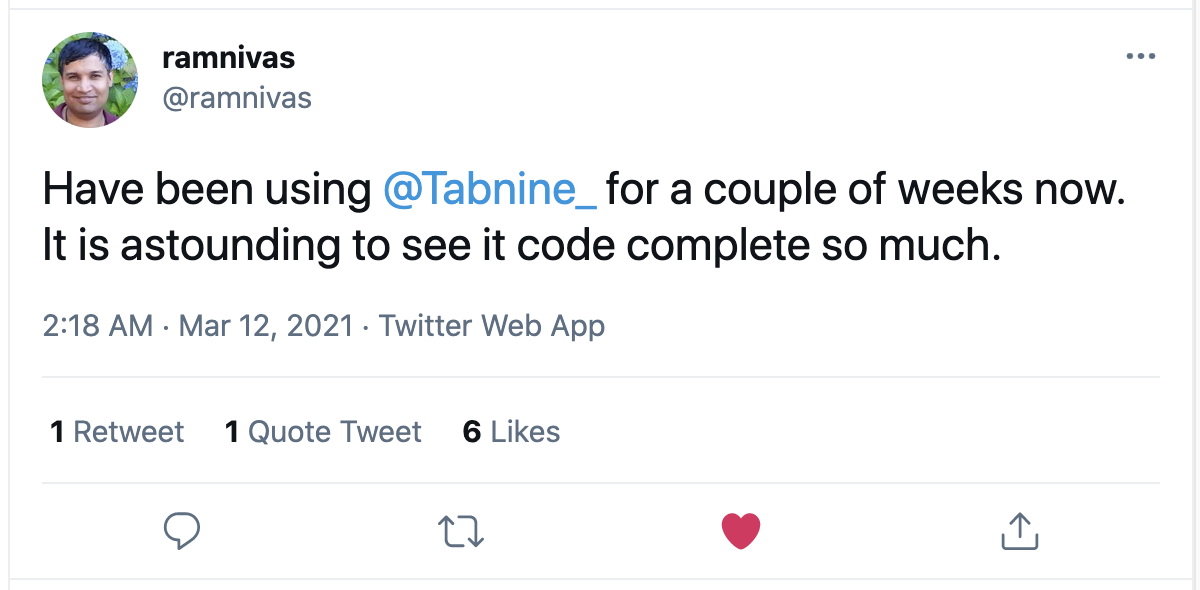 ramnivas
@ramnivas
Have been using @Tabnine_ for a couple of weeks now.
It is astounding to see it code complete so much.
2:18 AM · Mar 12, 2021 · Twitter Web App
1 Retweet 1 Quote Tweet 6 Likes